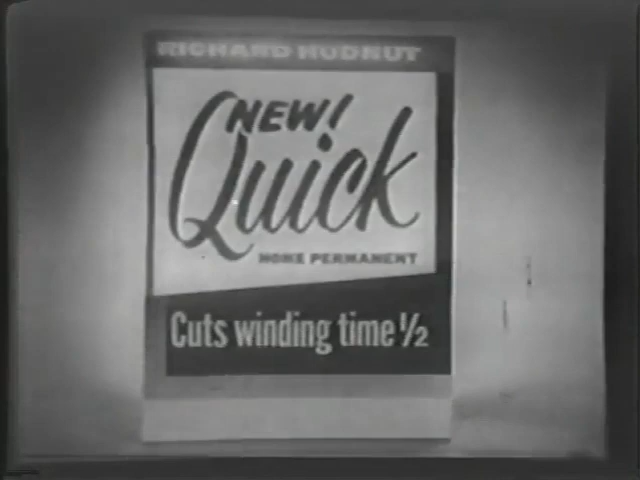 RICHARD HUDNUT
NEW!
Quick
HOME PERMANENT
Cuts winding time 1/2